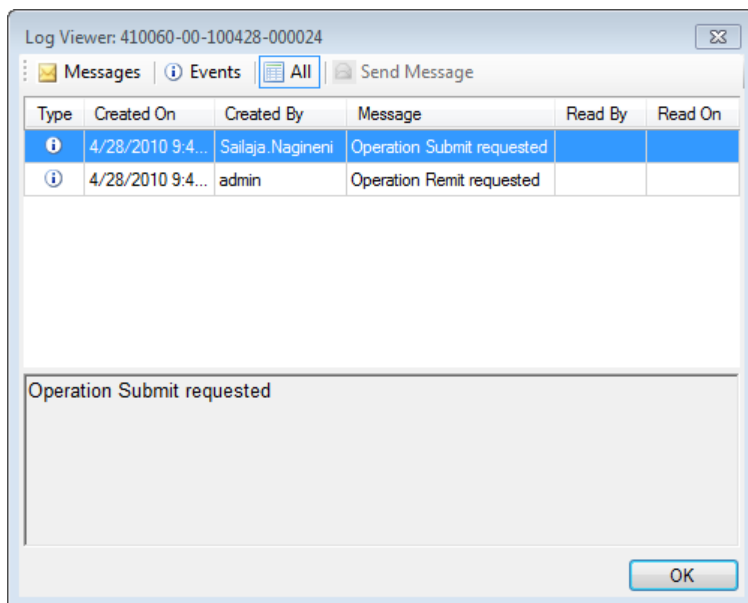 Log Viewer: 410060-00-100428-000024
Messages Events All Send Message
Type Created On Created By Message Read By Read On
4/28/2010 9:4... Sailaja.Nagineni Operation Submit requested
4/28/2010 9:4... admin Operation Remit requested
Operation Submit requested
OK